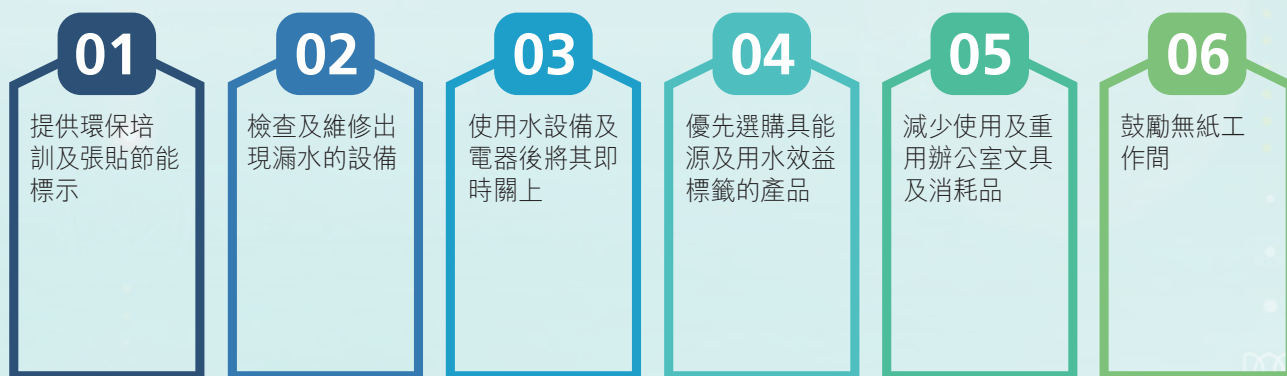 01
提供環保培
訓及張貼節能
標示
02
檢查及維修出
現漏水的設備
03
使用水設備及
電器後將其即
時關上
04
優先選購具能
源及用水效益
標籤的產品
05
減少使用及重
用辦公室文具
及消耗品
06
鼓勵無紙工
作間